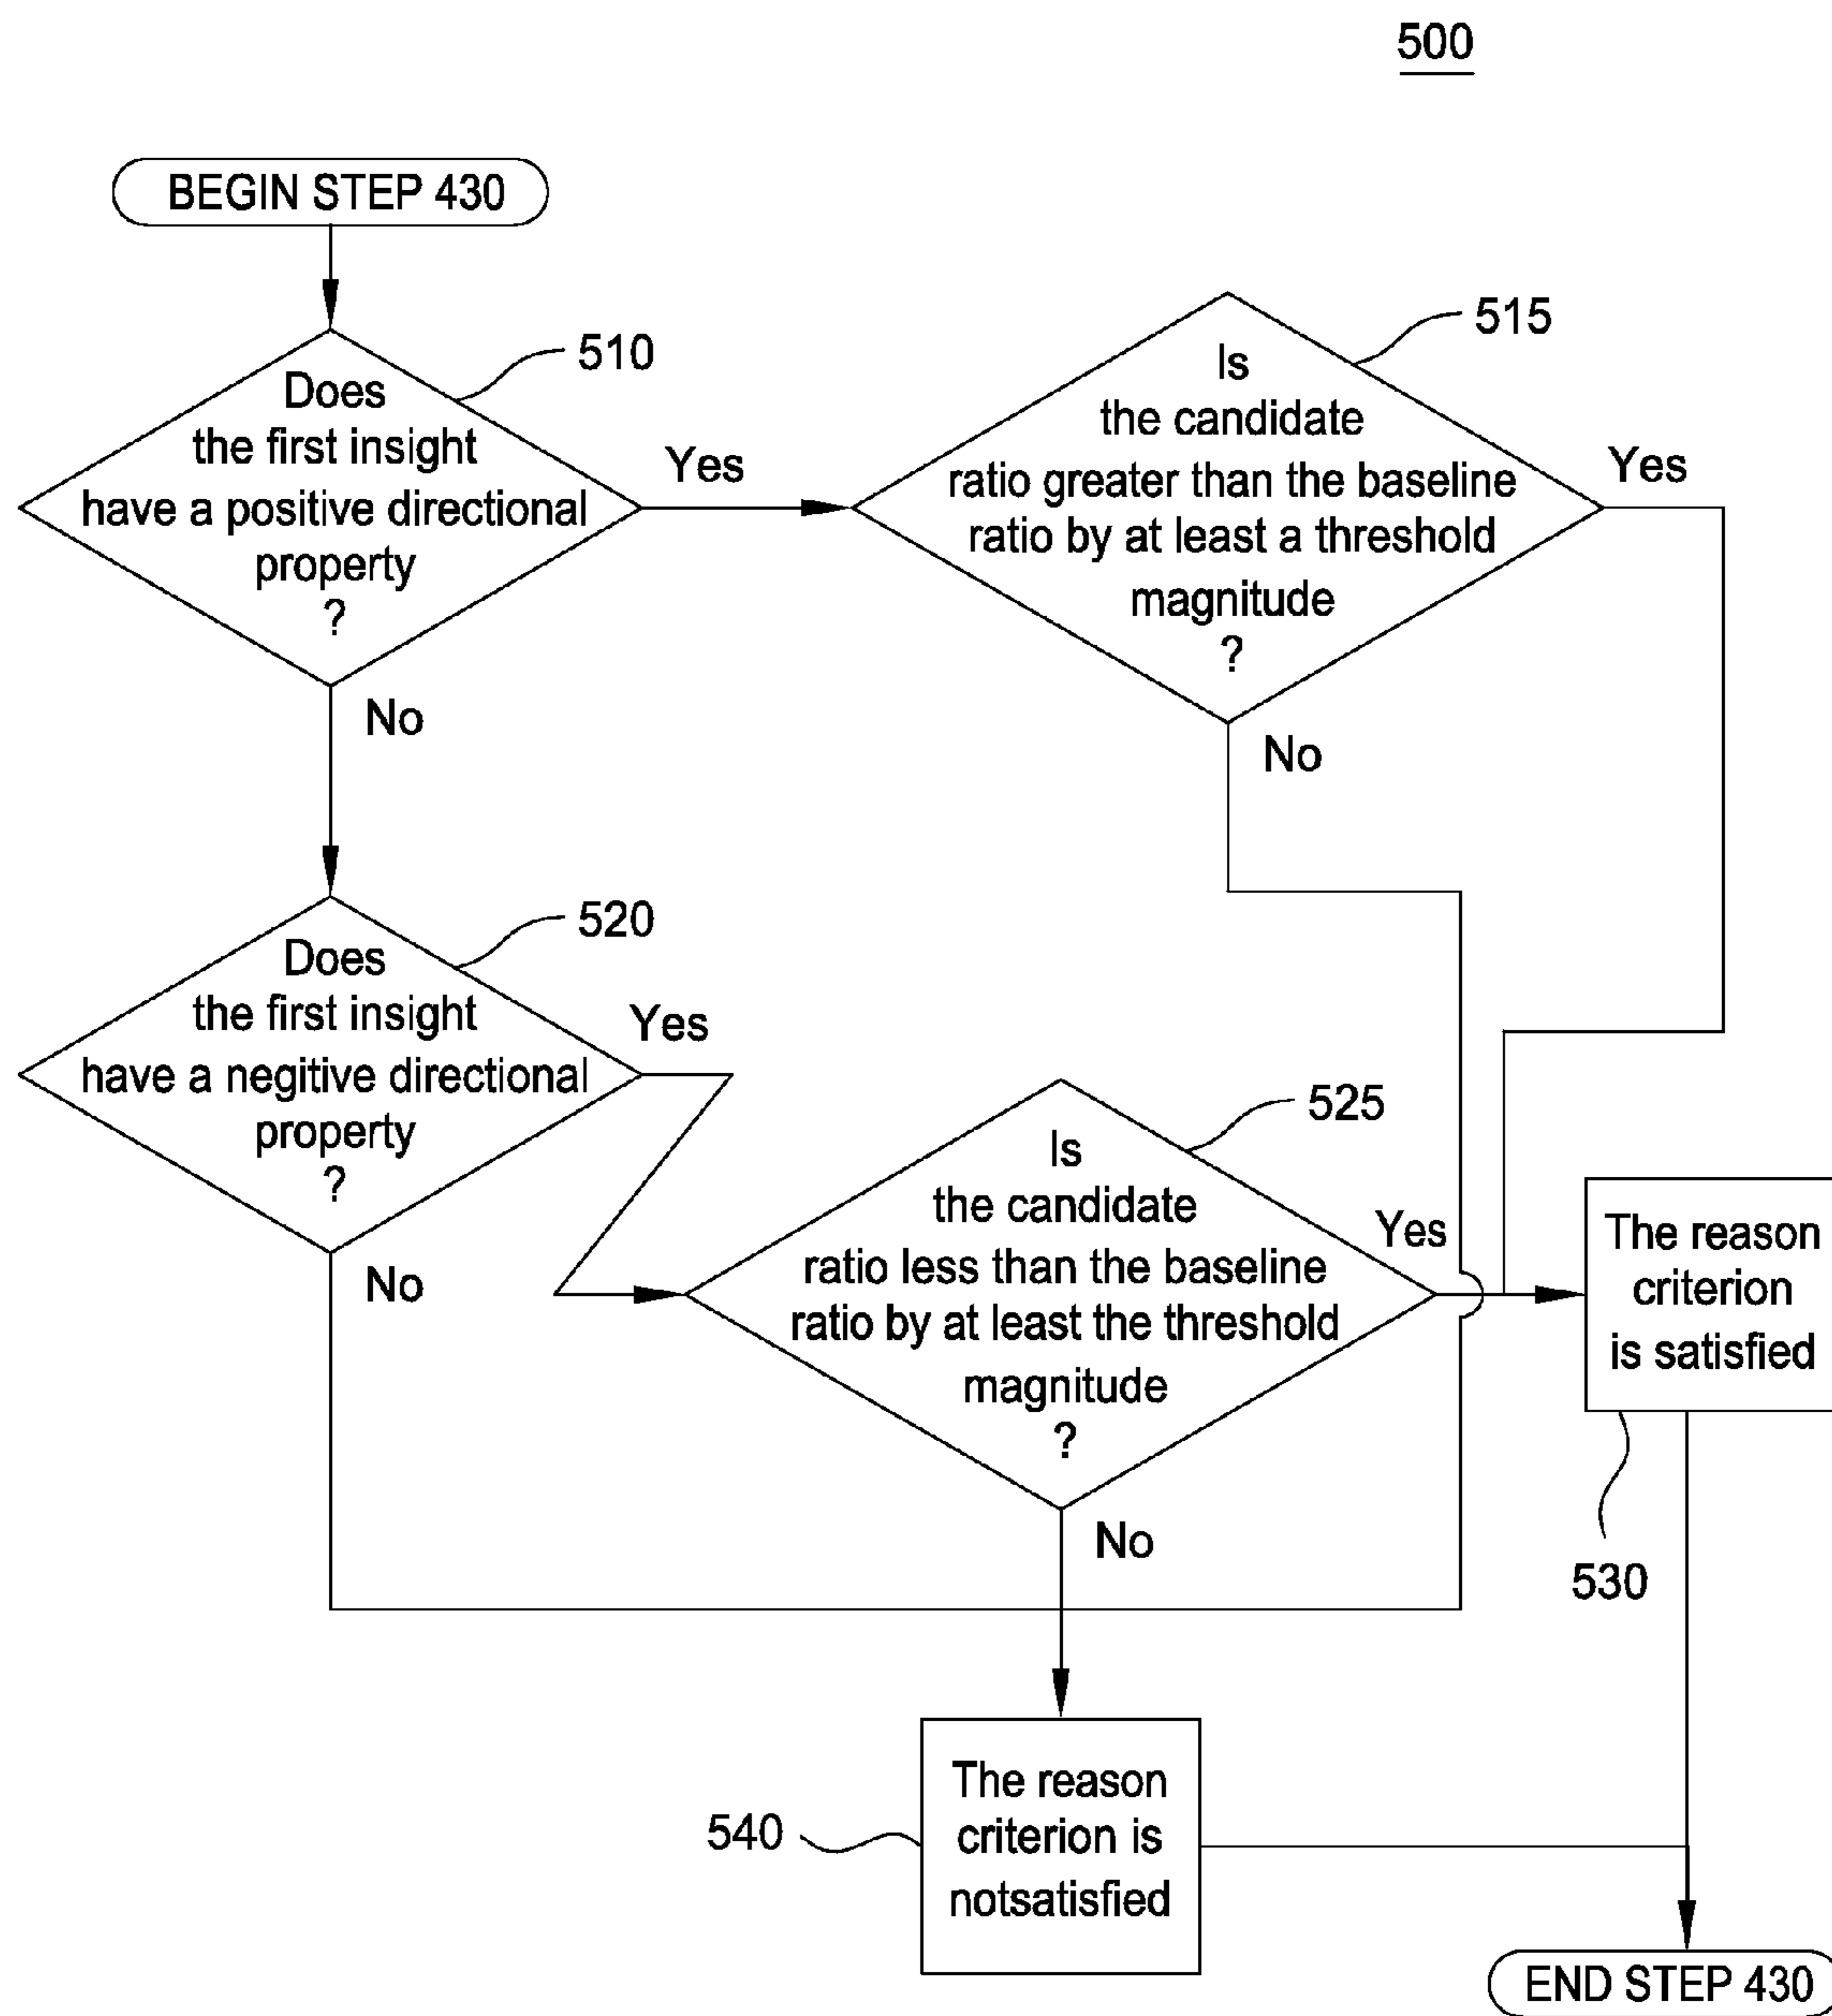 500
BEGIN STEP 430
510
Does
the first insight
have a positive directional
property
?
Yes
No
515
Is
the candidate
ratio greater than the baseline
ratio by at least a threshold
magnitude
?
Yes
No
520
Does
the first insight
have a negitive directional
property
?
Yes
No
525
Is
the candidate
ratio less than the baseline
ratio by at least the threshold
magnitude
?
Yes
No
The reason
criterion
is satisfied
530
The reason
criterion is
notsatisfied
540
END STEP 430